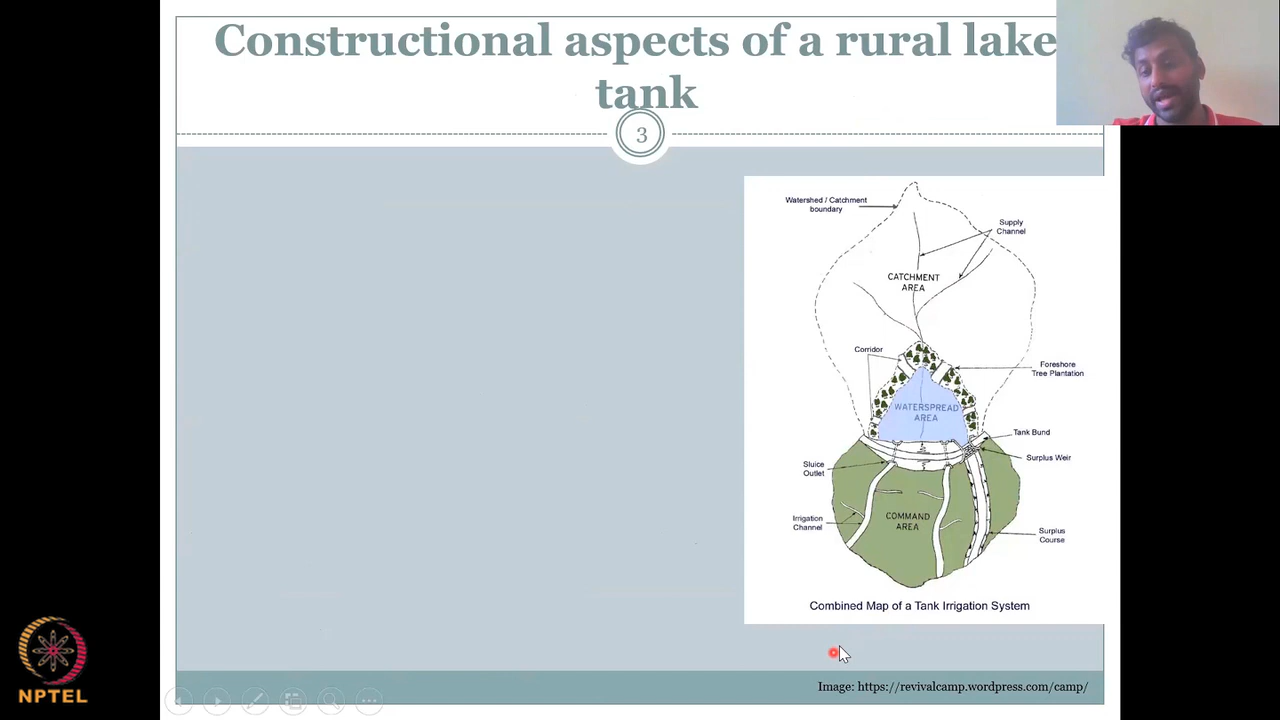 Constructional aspects of a rural lake
tank
3
Watershed / Catchment
boundary
Supply
Channel
CATCHMENT
AREA
Corridor
Foreshore
Tree Plantation
WATERSPREAD
AREA
Tank Bund
Surplus Weir
Sluice
Outlet
COMMAND
AREA
Irrigation
Channel
Surplus
Course
Combined Map of a Tank Irrigation System
Image: https://revivalcamp.wordpress.com/camp/
NPTEL